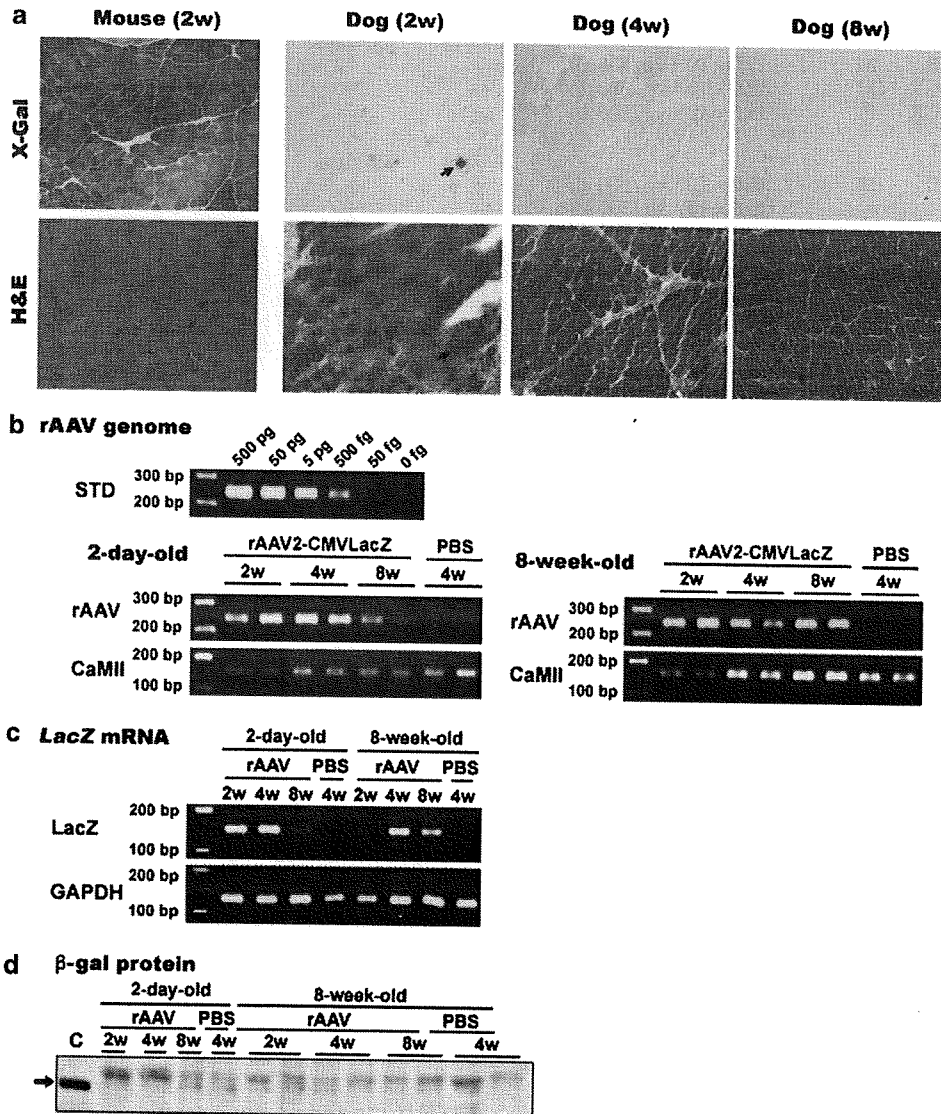 a
Mouse (2w) Dog (2w) Dog (4w) Dog (8w)
X-Gal
H&E
b rAAV genome
500 pg 50 pg 5 pg 500 fg 50 fg 0 fg
300 bp
STD
200 bp
2-day-old
rAAV2-CMVLacZ PBS
2w 4w 8w 4w
rAAV
300 bp
200 bp
CaMII
200 bp
100 bp
8-week-old
rAAV2-CMVLacZ PBS
2w 4w 8w 4w
rAAV
300 bp
200 bp
CaMII
200 bp
100 bp
c LacZ mRNA
2-day-old 8-week-old
rAAV PBS rAAV PBS
2w 4w 8w 4w 2w 4w 8w 4w
LacZ
200 bp
100 bp
GAPDH
200 bp
100 bp
d β-gal protein
2-day-old 8-week-old
rAAV PBS rAAV PBS
C 2w 4w 8w 4w 2w 4w 8w 4w